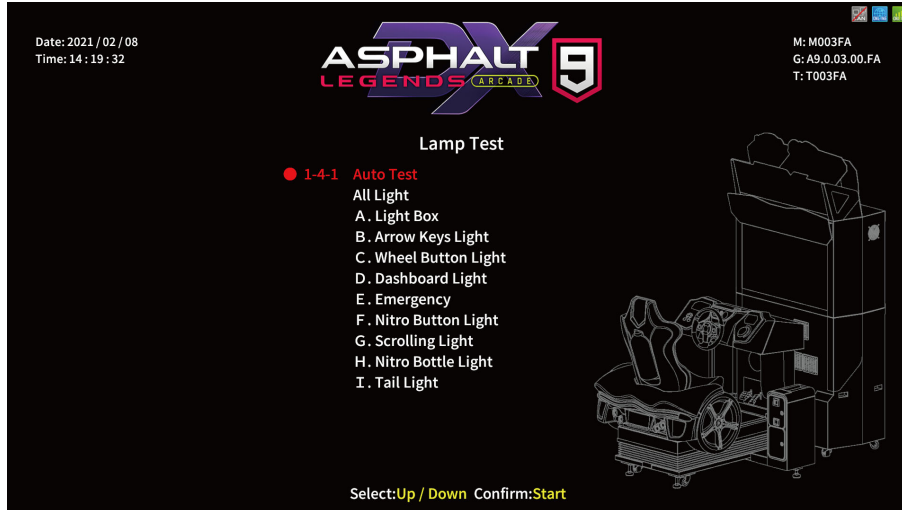 Date: 2021 / 02 / 08
Time: 14 : 19 : 32
ASPHALT 9
DX
LEGENDS ARCADE
M: M003FA
G: A9.0.03.00.FA
T: T003FA
Lamp Test
1-4-1 Auto Test
All Light
A. Light Box
B. Arrow Keys Light
C. Wheel Button Light
D. Dashboard Light
E. Emergency
F. Nitro Button Light
G. Scrolling Light
H. Nitro Bottle Light
I. Tail Light
Select:Up / Down Confirm:Start